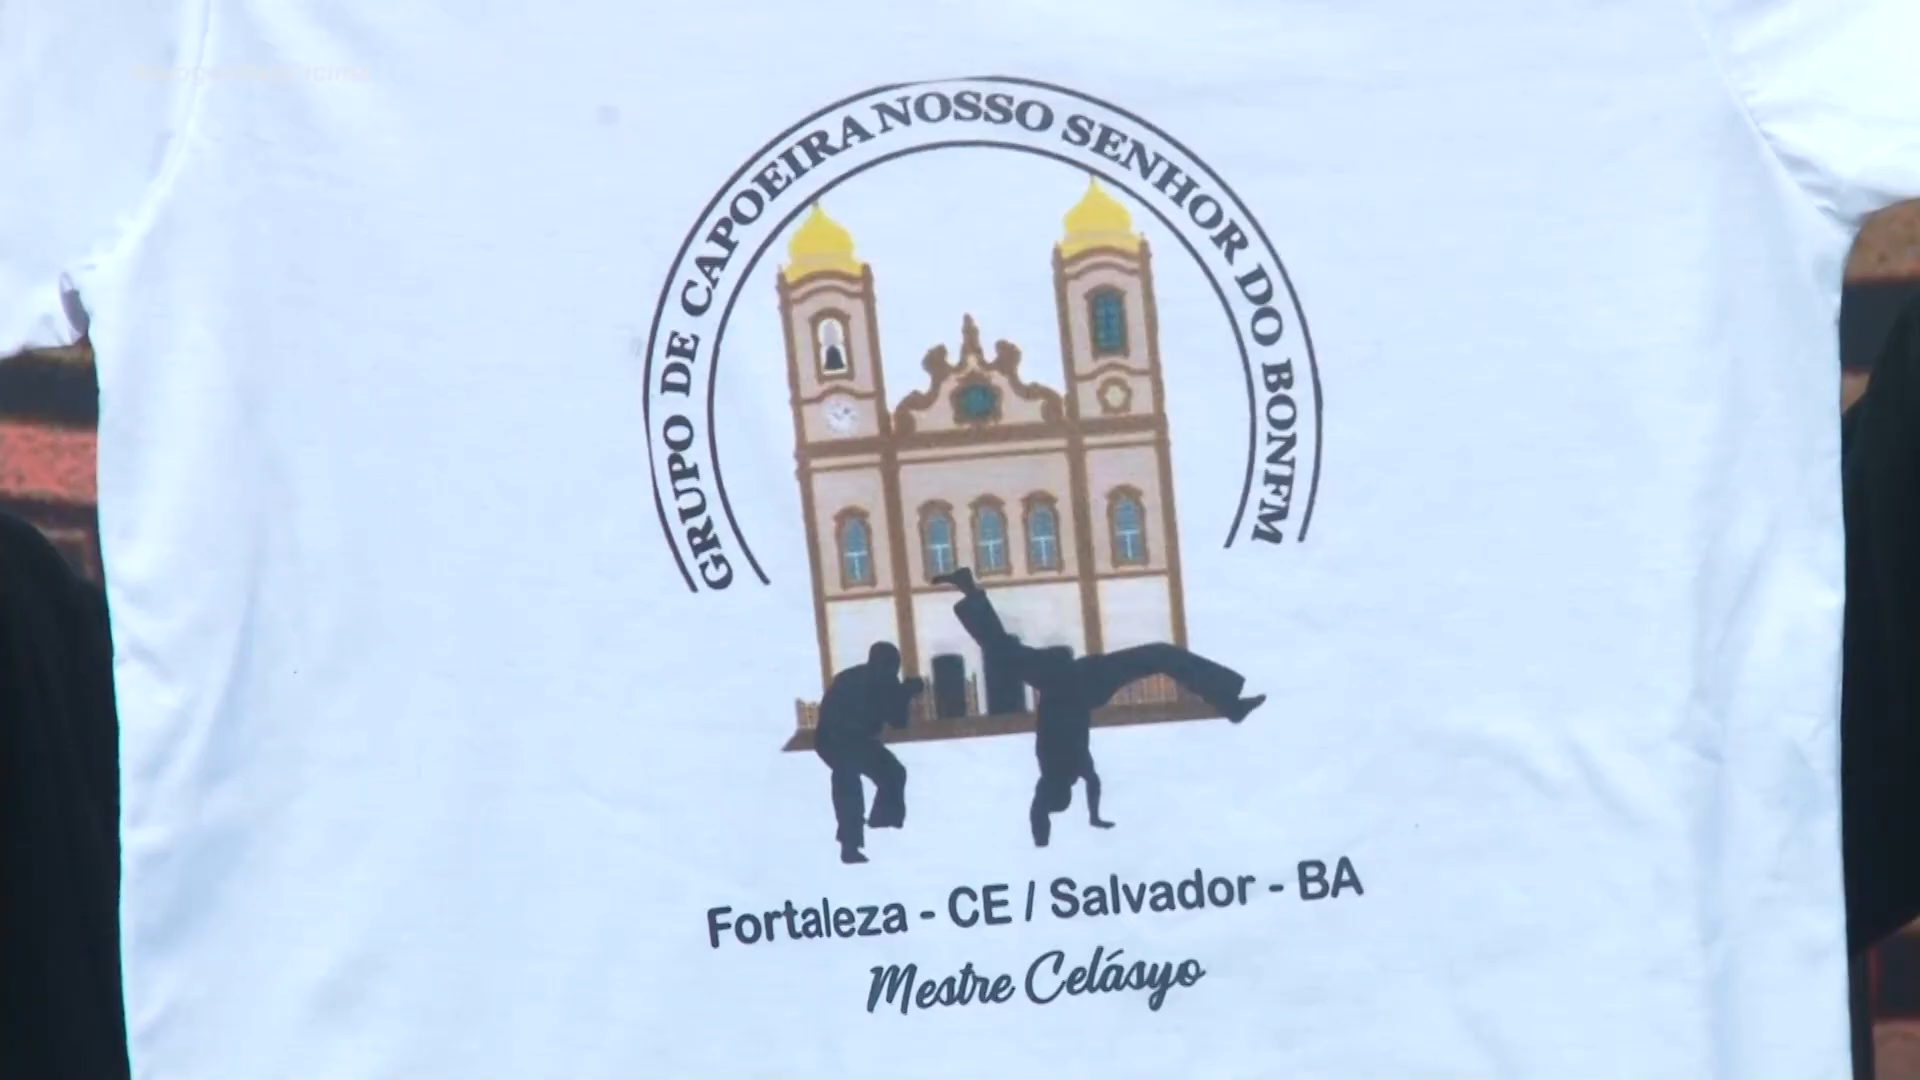 GRUPO DE CAPOEIRA NOSSO SENHOR DO BONFM
Fortaleza - CE / Salvador - BA
Mestre Celásyo